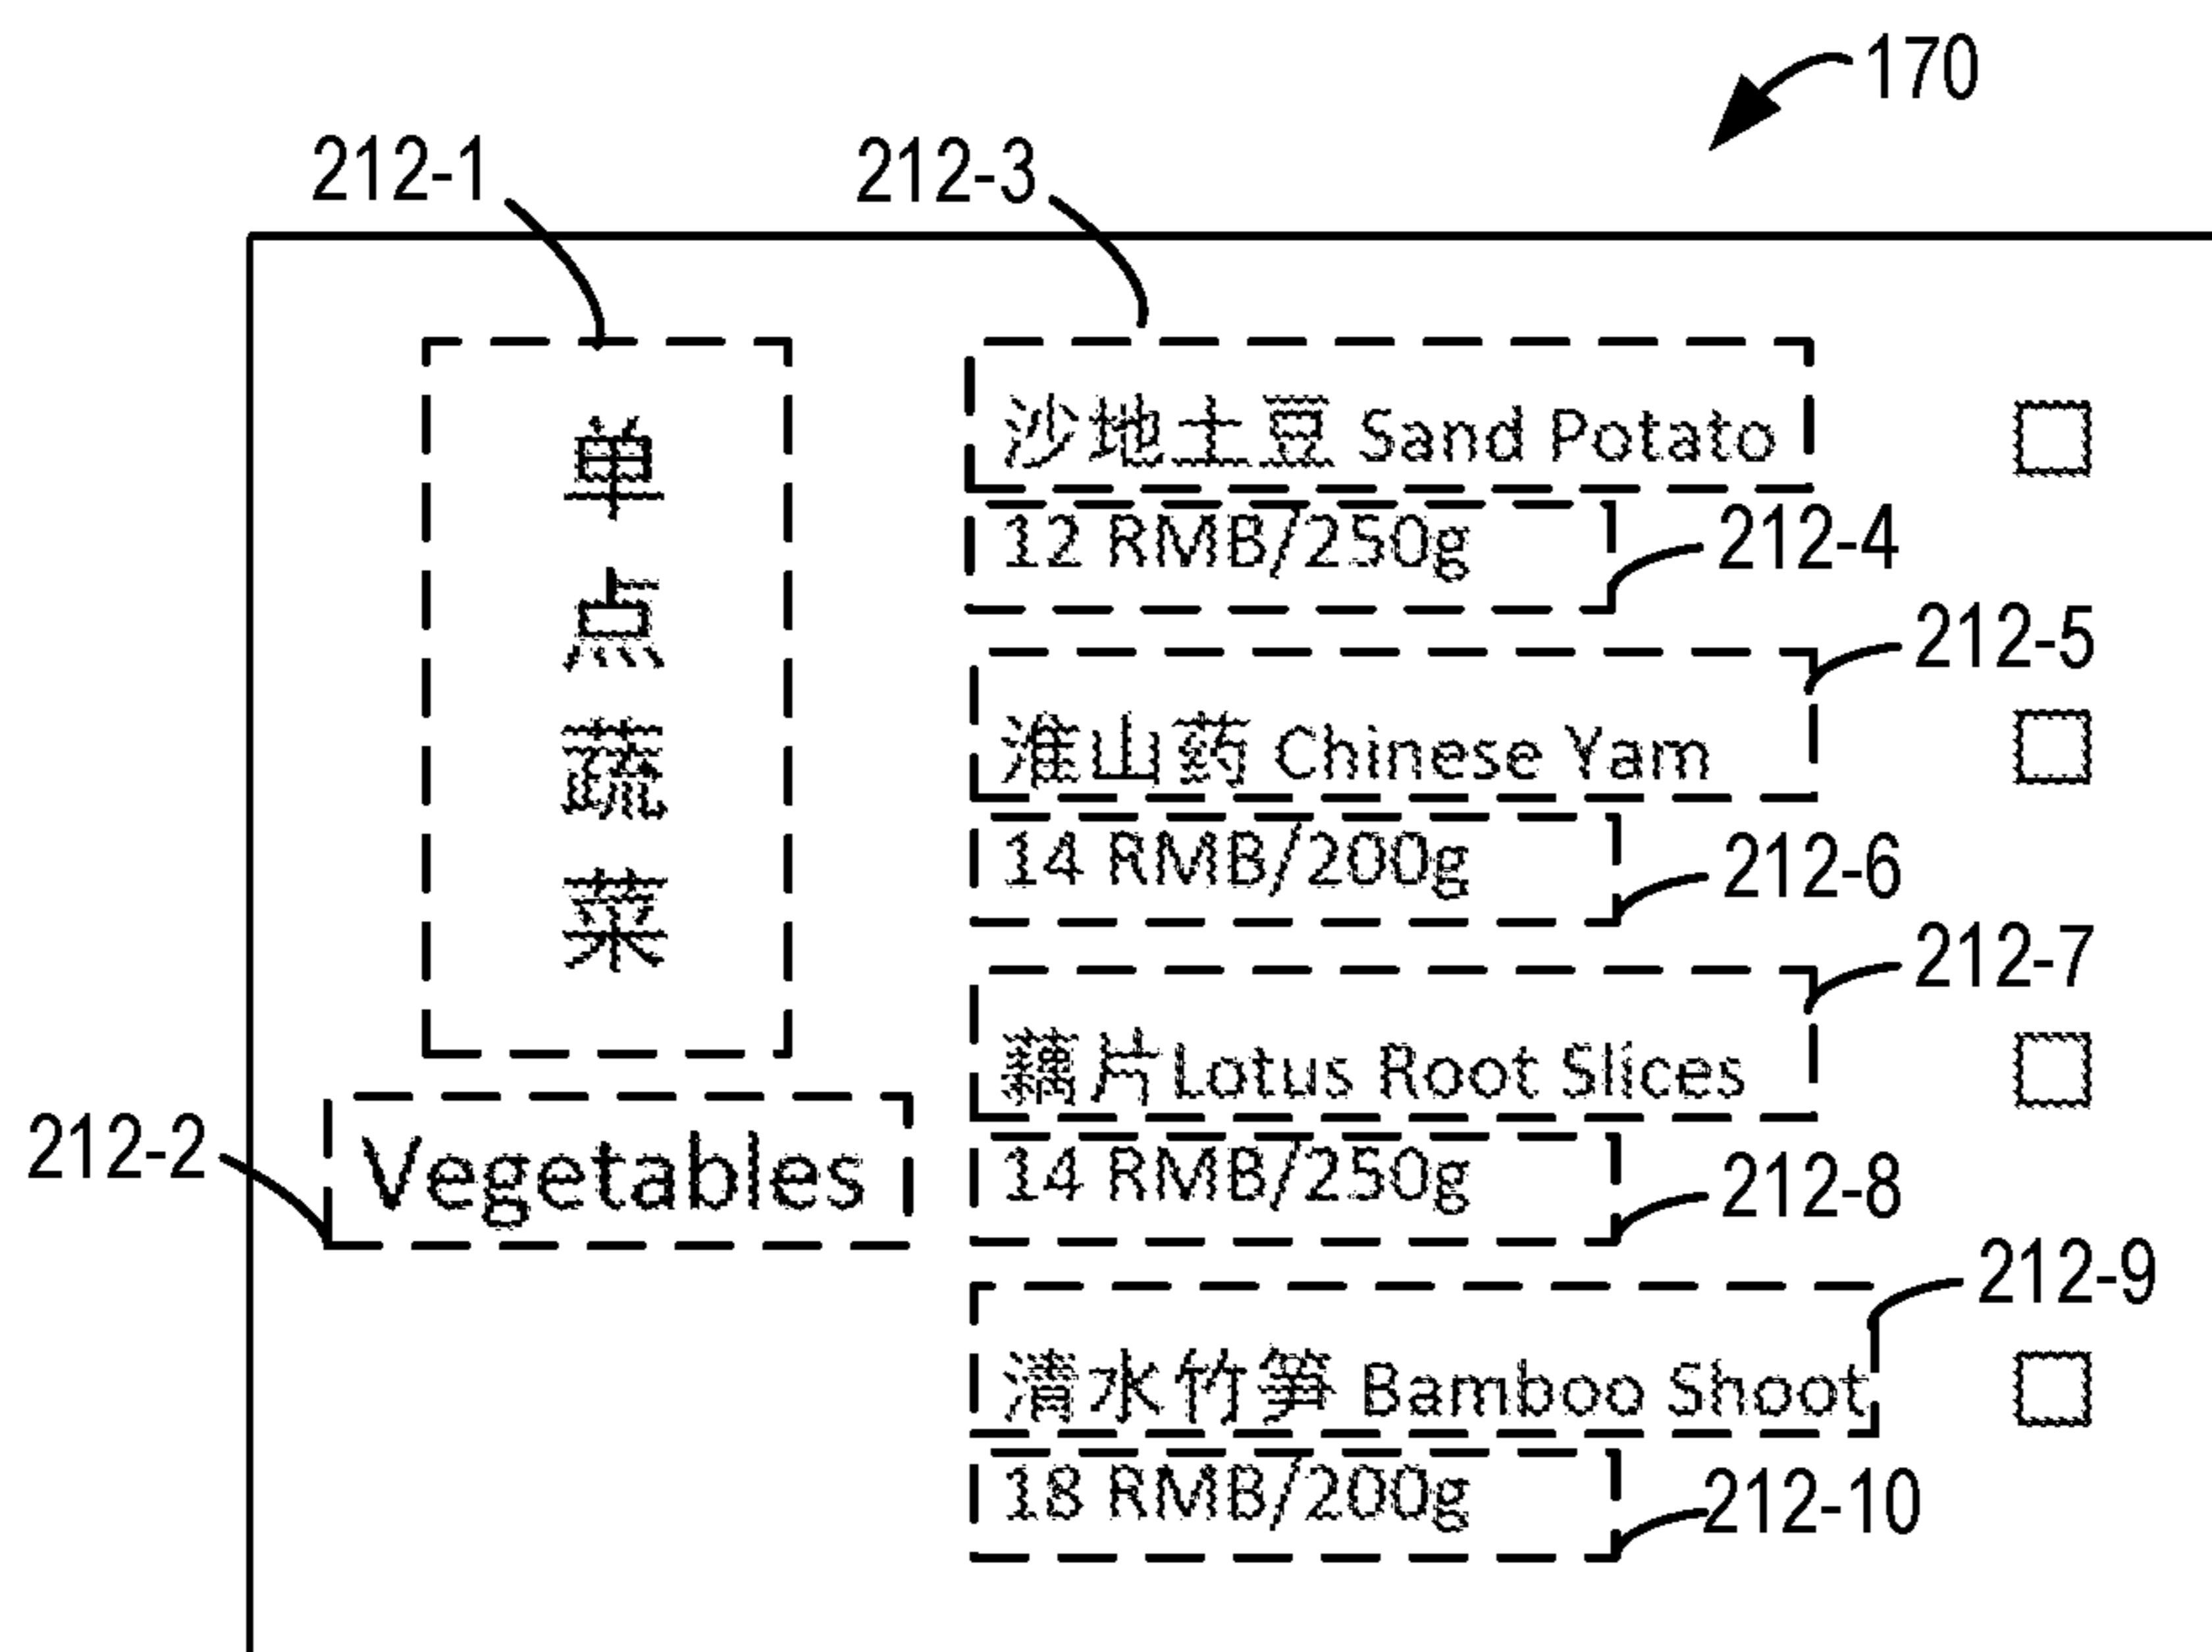 170
212-1
212-3
单
点
蔬
菜
沙地土豆 Sand Potato
12 RMB/250g
212-4
212-5
淮山药 Chinese Yam
14 RMB/200g
212-6
212-7
藕片Lotus Root Slices
14 RMB/250g
212-8
212-2
Vegetables
212-9
清水竹笋 Bamboo Shoot
18 RMB/200g
212-10